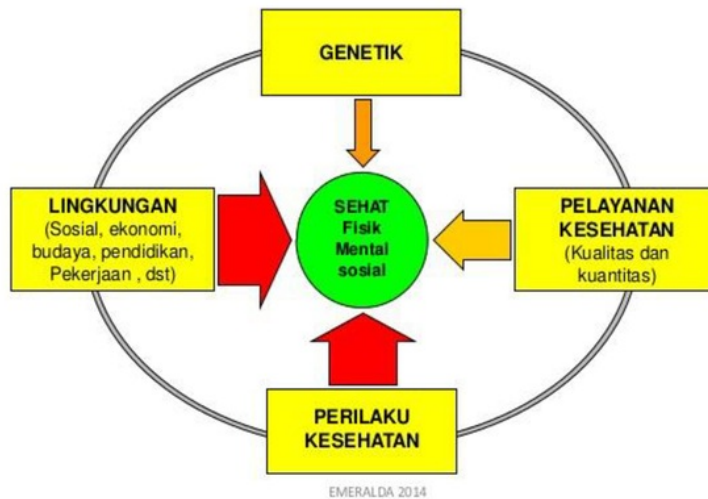 GENETIK
LINGKUNGAN
(Sosial, ekonomi,
budaya, pendidikan,
Pekerjaan , dst)
SEHAT
Fisik
Mental
sosial
PELAYANAN
KESEHATAN
(Kualitas dan
kuantitas)
PERILAKU
KESEHATAN
EMERALDA 2014